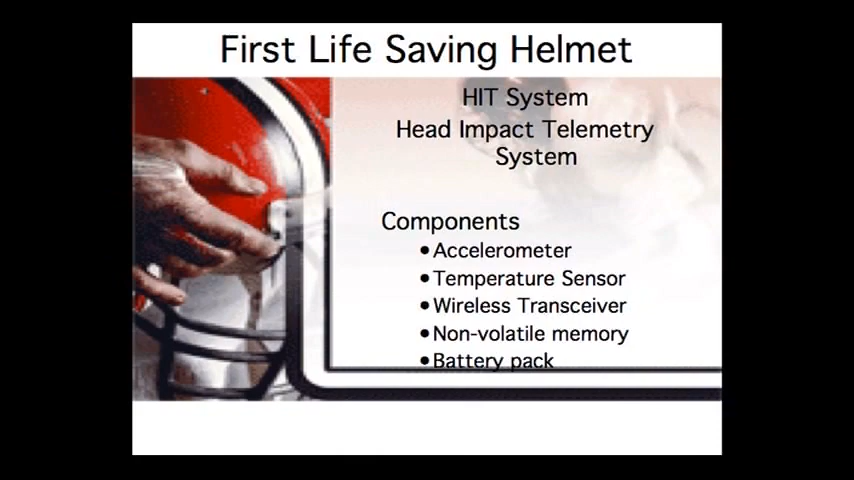 First Life Saving Helmet
HIT System
Head Impact Telemetry
System
Components
•Accelerometer
•Temperature Sensor
•Wireless Transceiver
•Non-volatile memory
•Battery pack